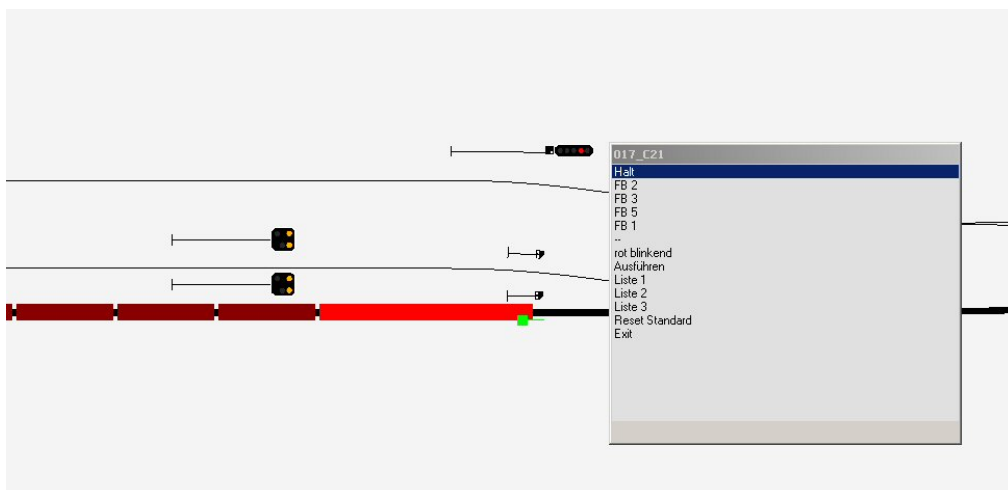 017_C21
Halt
FB 2
FB 3
FB 5
FB 1
--
rot blinkend
Ausführen
Liste 1
Liste 2
Liste 3
Reset Standard
Exit